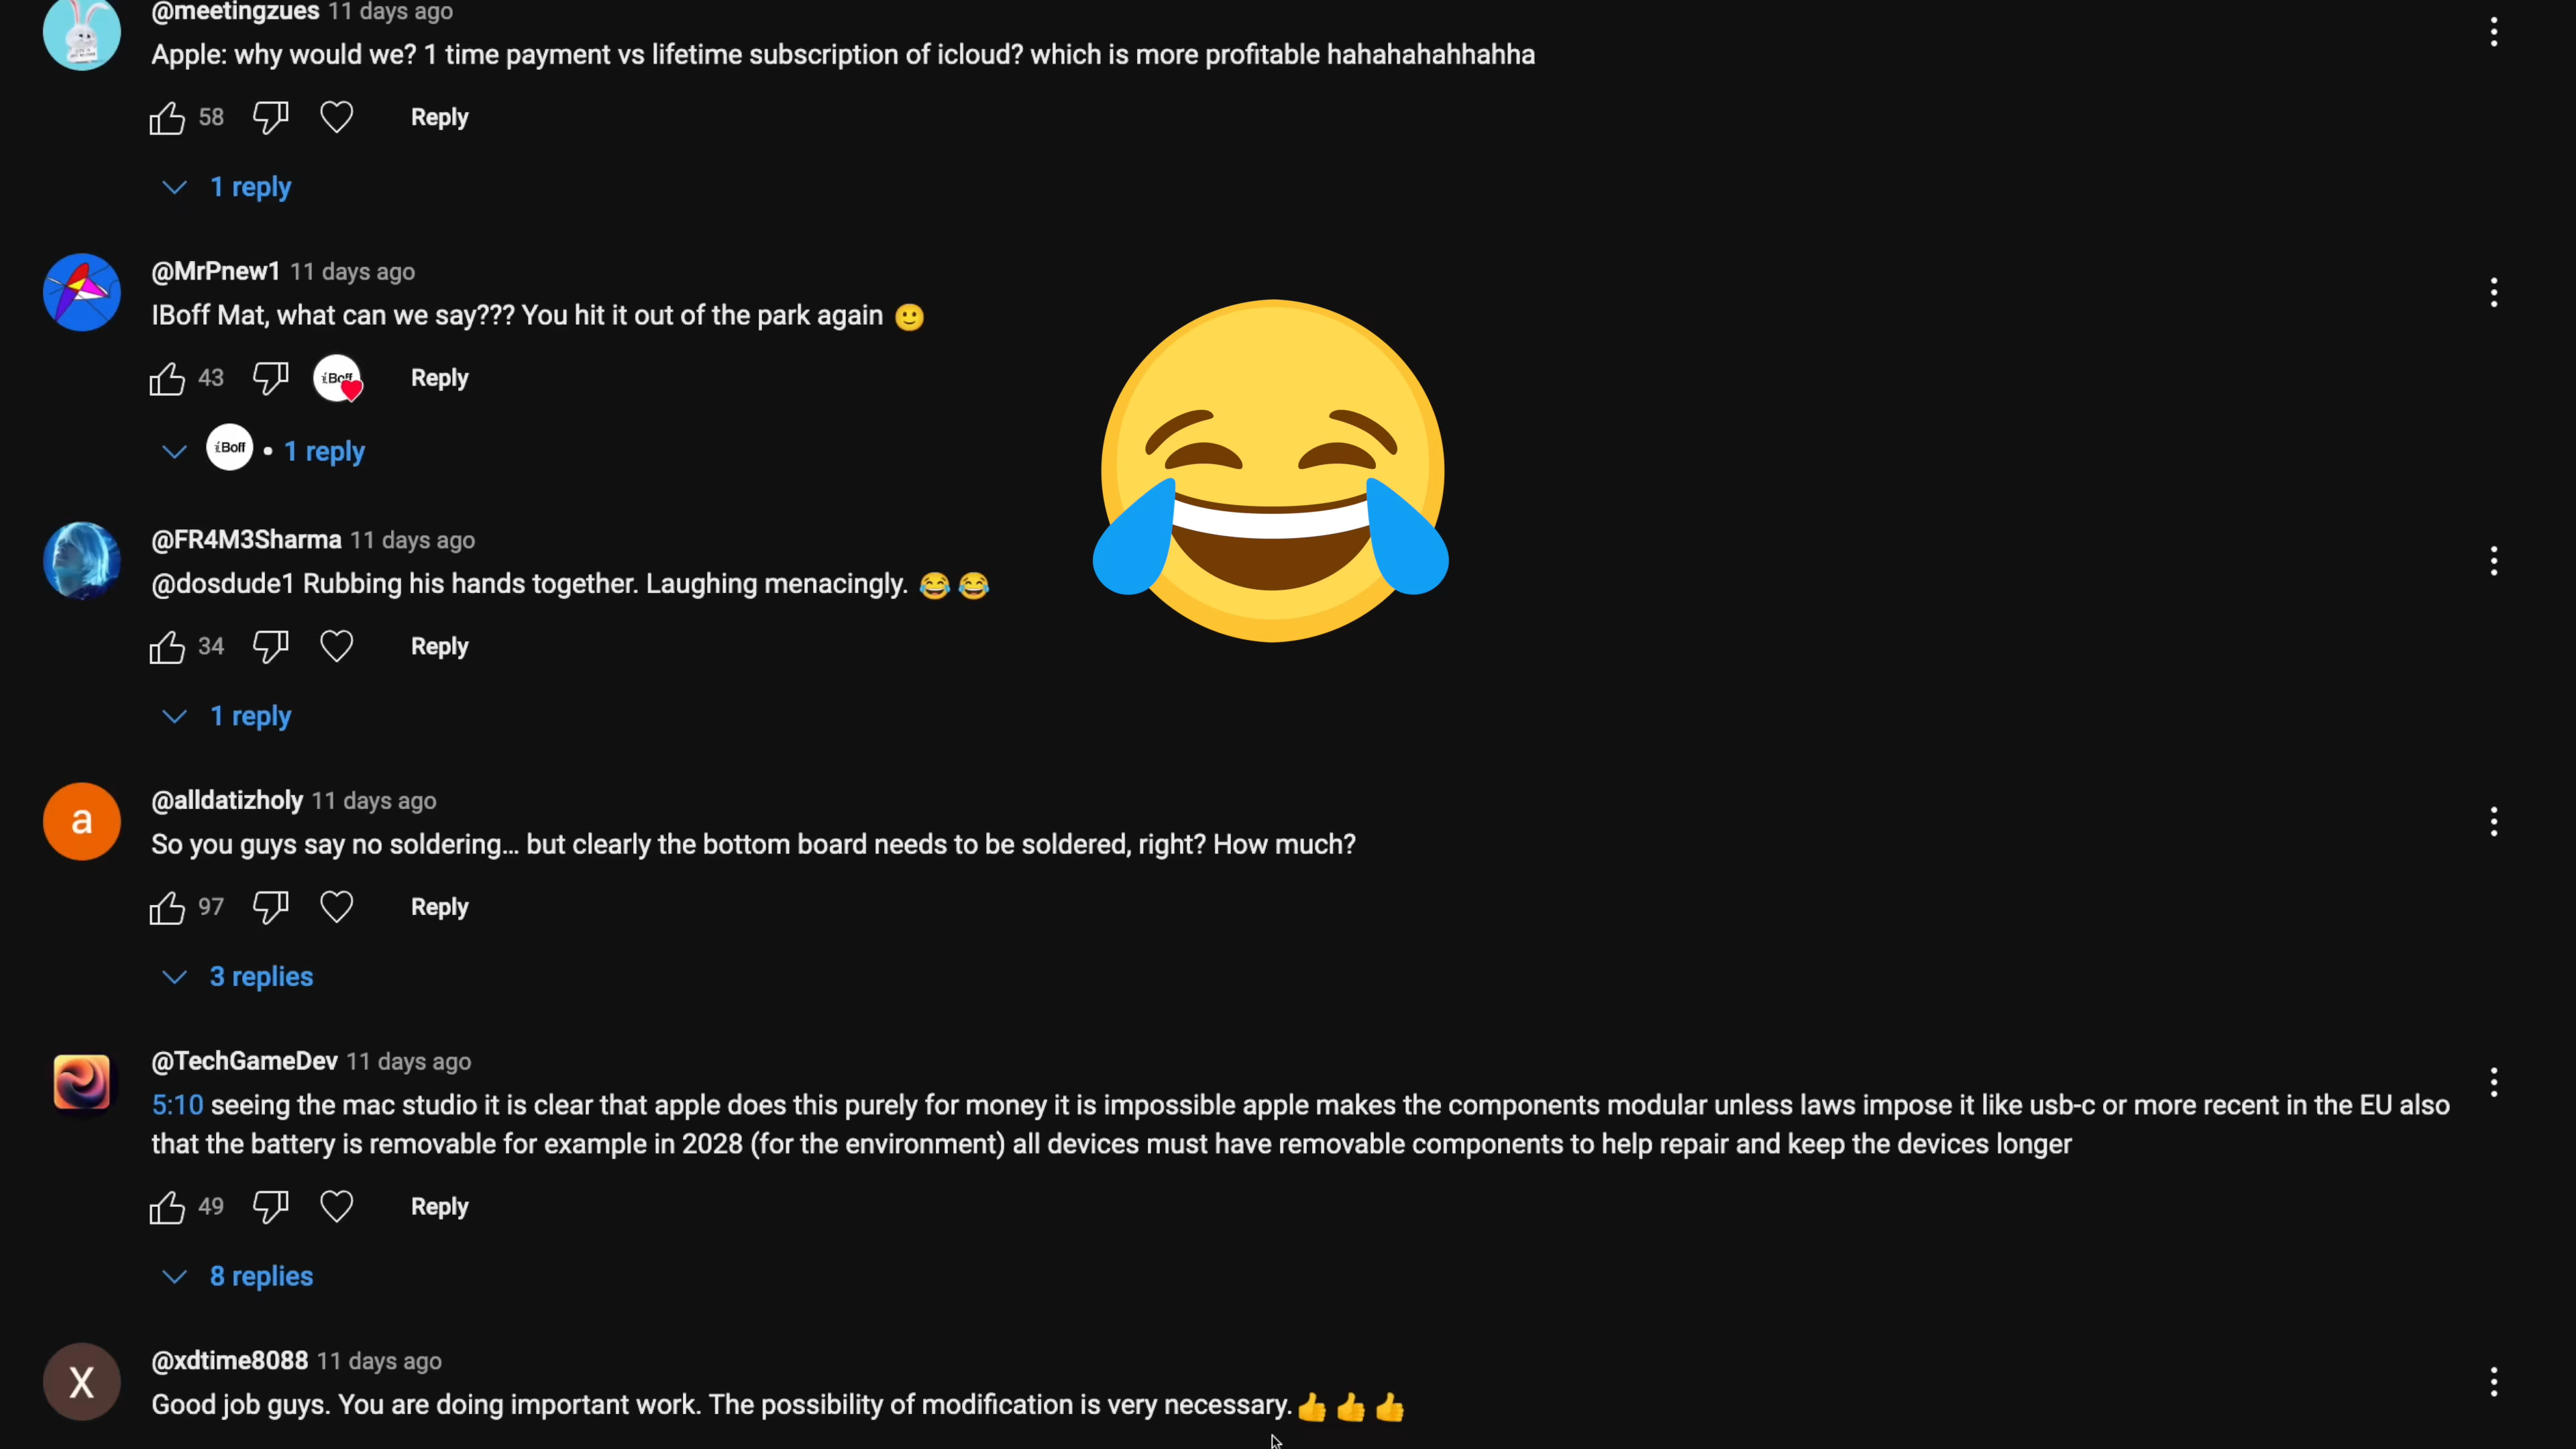 @meetingzues 11 days ago
Apple: why would we? 1 time payment vs lifetime subscription of icloud? which is more profitable hahahahahhahha
58 Reply
1 reply
@MrPnew1 11 days ago
IBoff Mat, what can we say??? You hit it out of the park again 🙂
43 iBoff Reply
iBoff • 1 reply
@FR4M3Sharma 11 days ago
@dosdude1 Rubbing his hands together. Laughing menacingly. 😂 😂
34 Reply
1 reply
a
@alldatizholy 11 days ago
So you guys say no soldering... but clearly the bottom board needs to be soldered, right? How much?
97 Reply
3 replies
@TechGameDev 11 days ago
5:10 seeing the mac studio it is clear that apple does this purely for money it is impossible apple makes the components modular unless laws impose it like usb-c or more recent in the EU also
that the battery is removable for example in 2028 (for the environment) all devices must have removable components to help repair and keep the devices longer
49 Reply
8 replies
X
@xdtime8088 11 days ago
Good job guys. You are doing important work. The possibility of modification is very necessary.👍 👍 👍